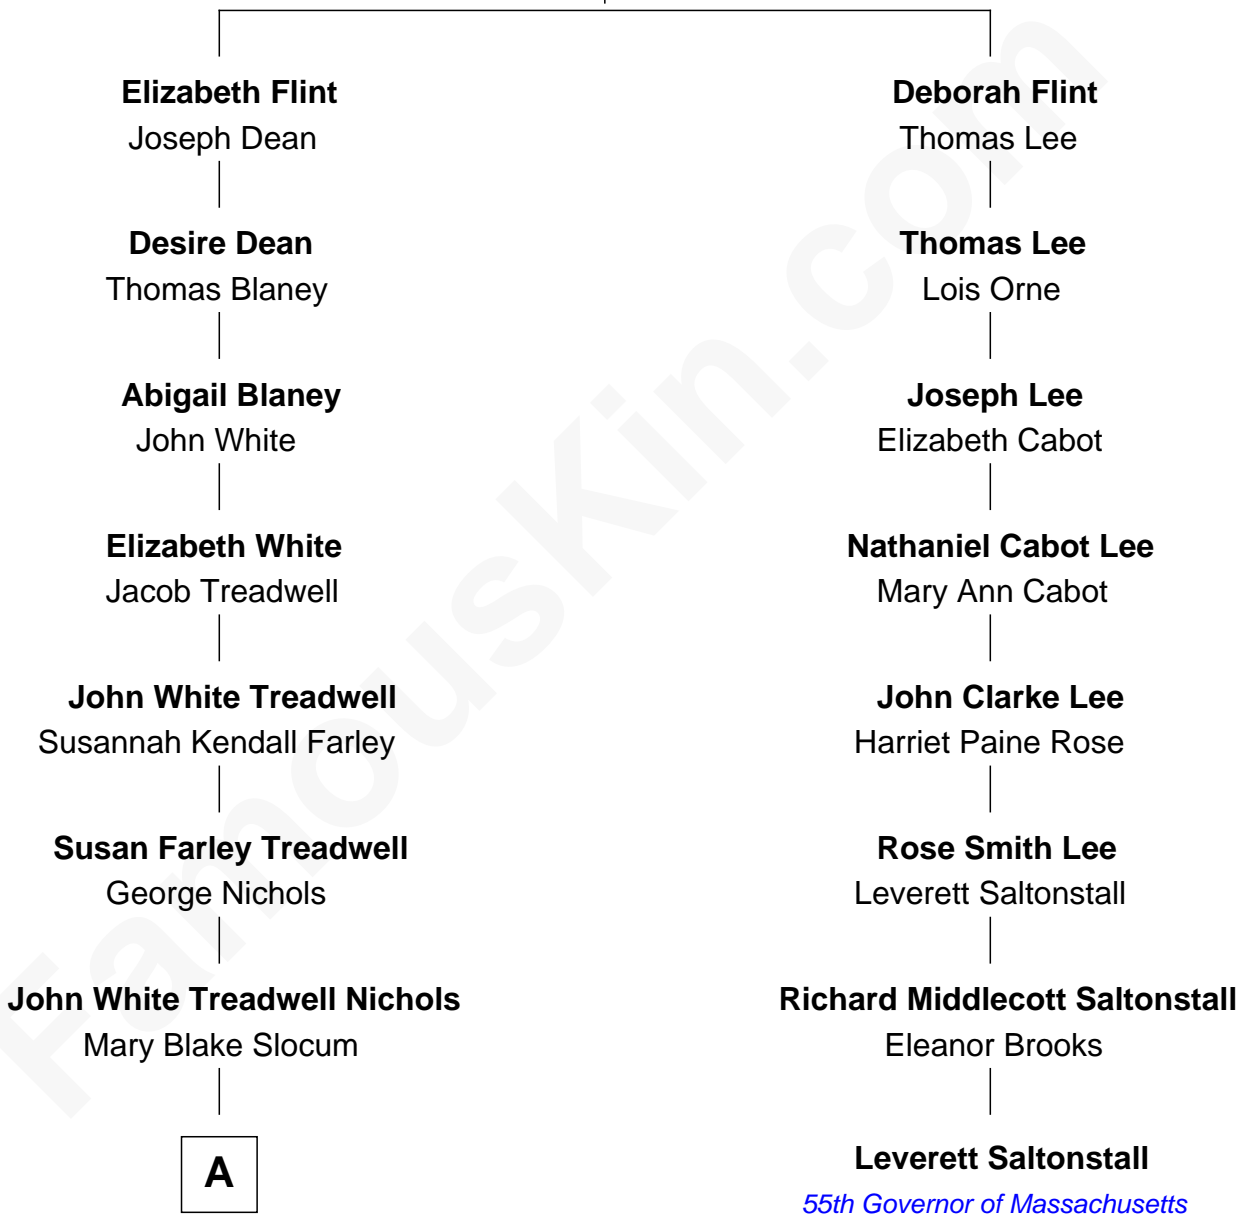 Elizabeth Flint
Joseph Dean
Deborah Flint
Thomas Lee
Desire Dean
Thomas Blaney
Thomas Lee
Lois Orne
Abigail Blaney
John White
Joseph Lee
Elizabeth Cabot
Elizabeth White
Jacob Treadwell
Nathaniel Cabot Lee
Mary Ann Cabot
John White Treadwell
Susannah Kendall Farley
John Clarke Lee
Harriet Paine Rose
Susan Farley Treadwell
George Nichols
Rose Smith Lee
Leverett Saltonstall
John White Treadwell Nichols
Mary Blake Slocum
Richard Middlecott Saltonstall
Eleanor Brooks
A
Leverett Saltonstall
55th Governor of Massachusetts
FamousKin.com